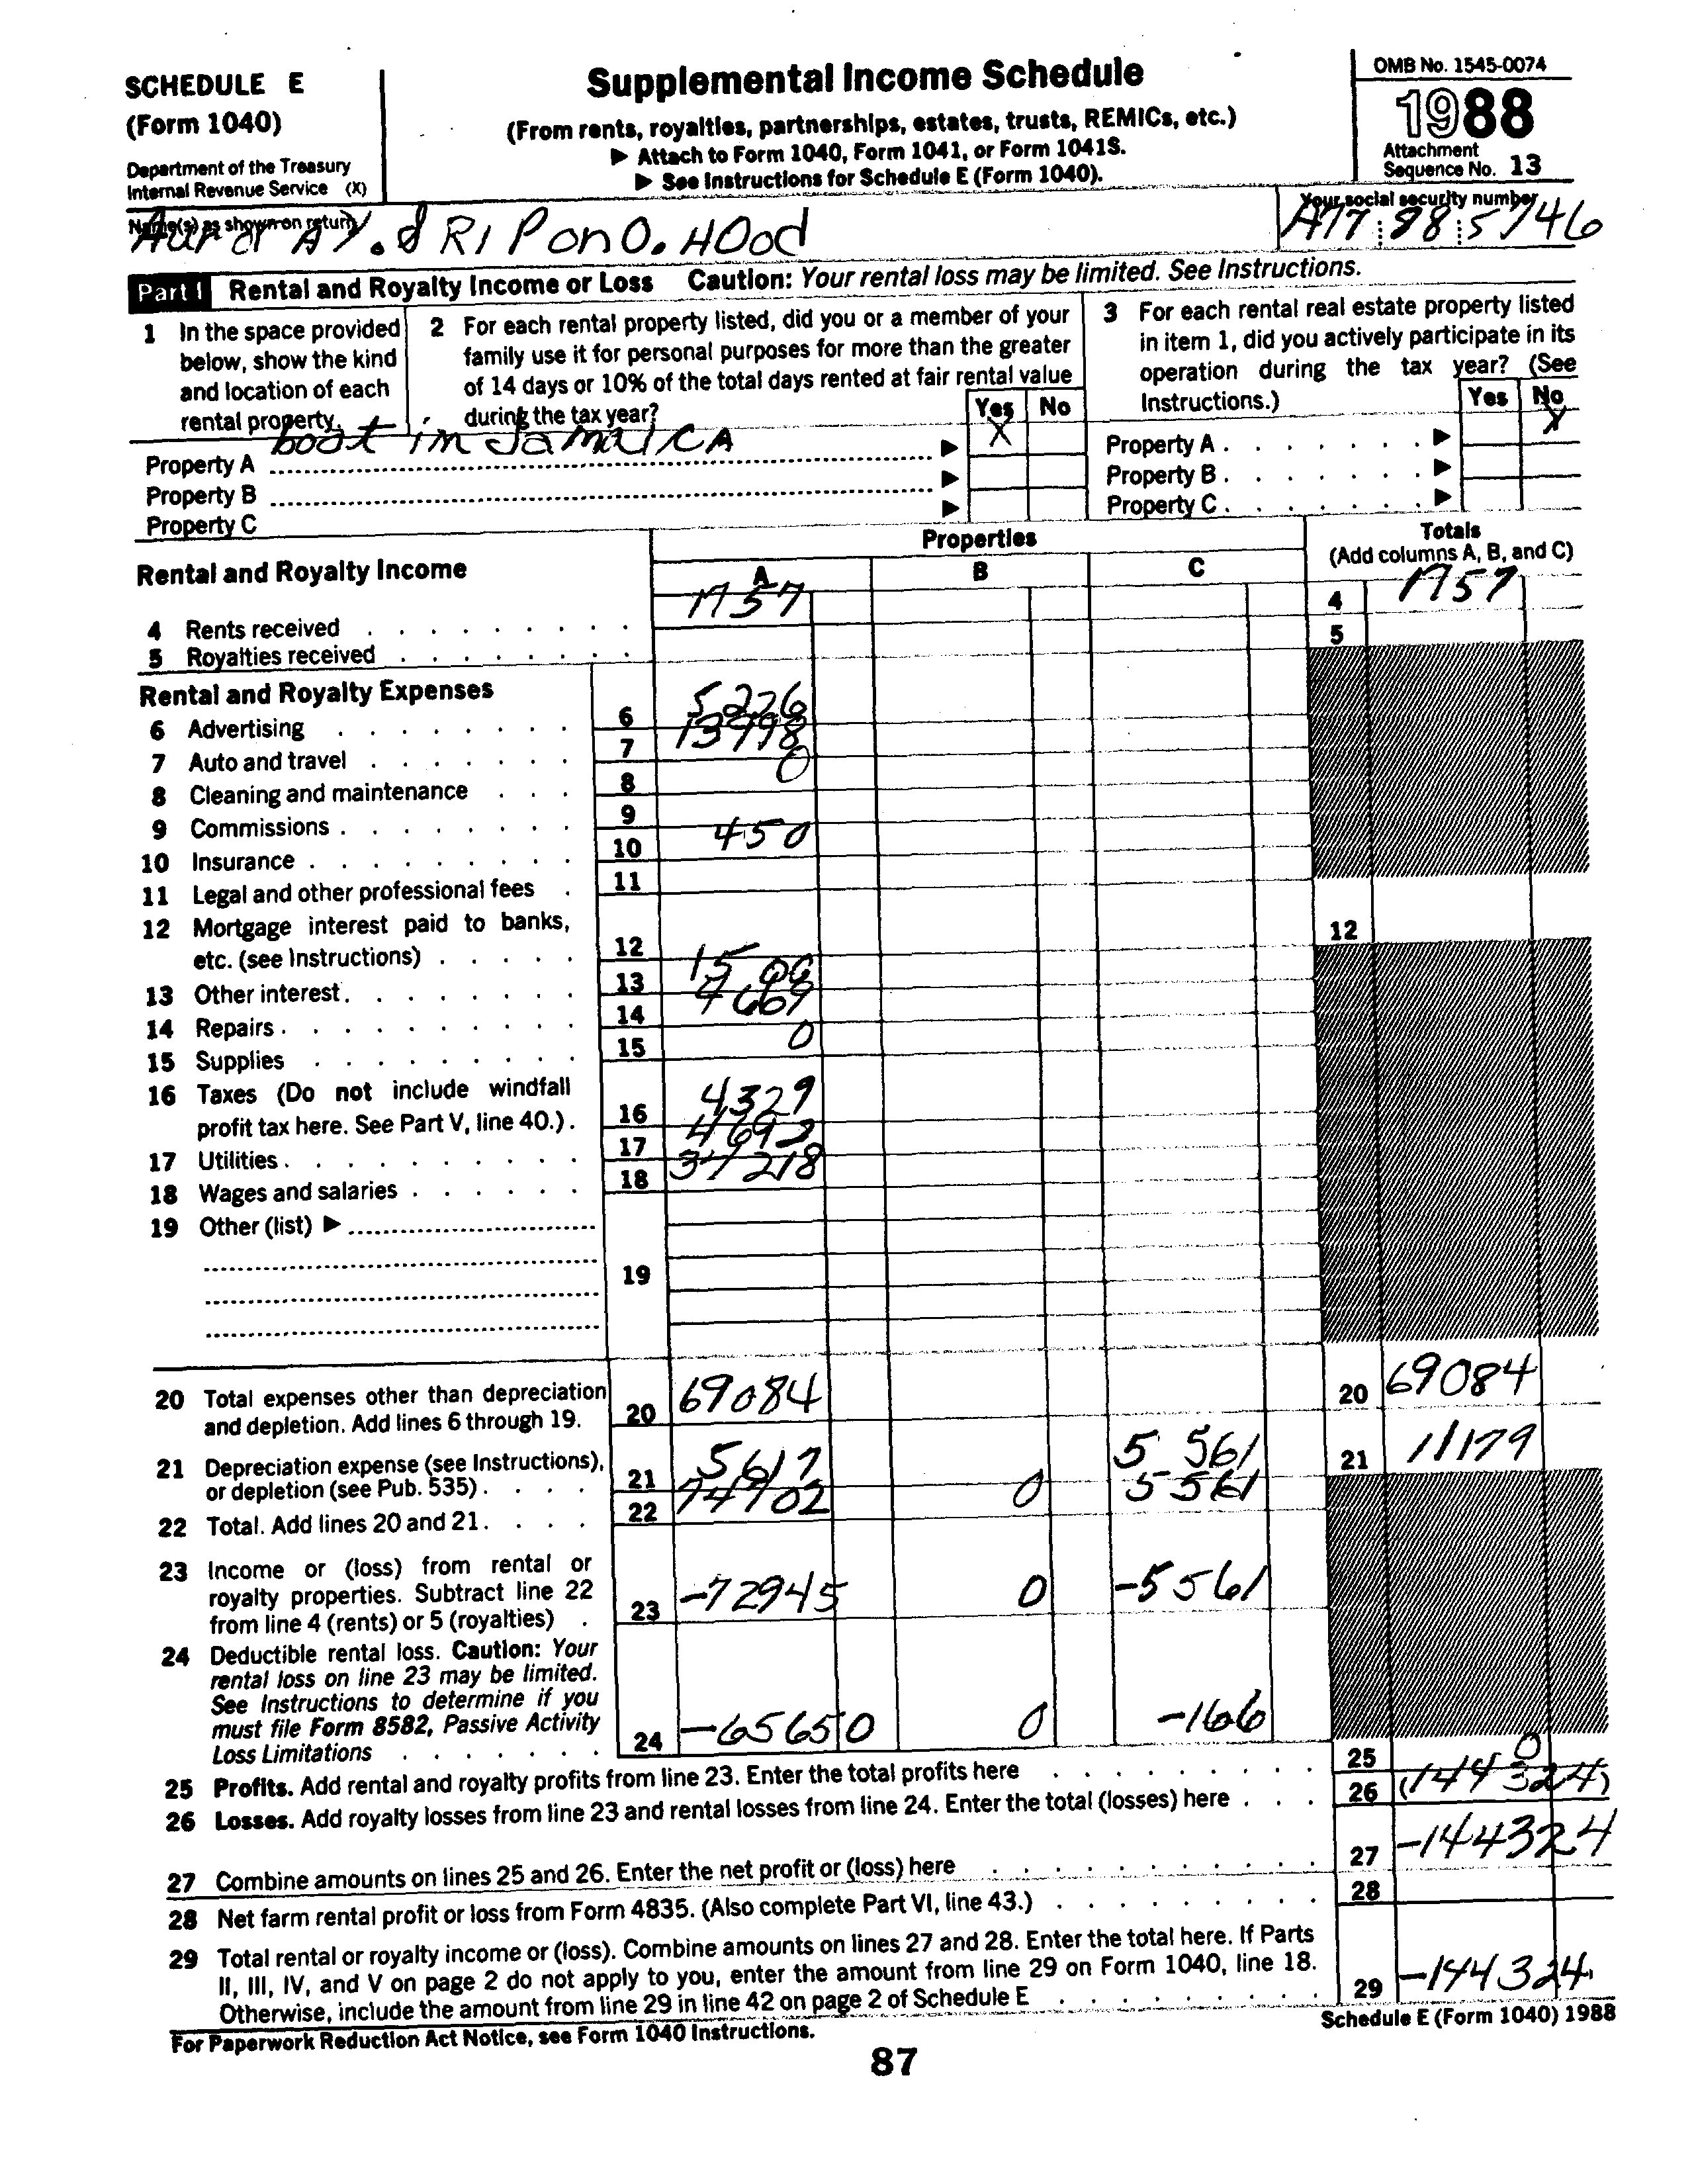 SCHEDULE E
(Form 1040)
Department of the Treasury
Internal Revenue Service (X)
Supplemental Income Schedule
(From rents, royalties, partnerships, estates, trusts, REMICs, etc.)
▶ Attach to Form 1040, Form 1041, or Form 1041S.
▶ See Instructions for Schedule E (Form 1040).
OMB No. 1545-0074
1988
Attachment
Sequence No. 13
Name(s) as shown on return
Your social security number
& RIPON O. HOOD
88 5746
Part I Rental and Royalty Income or Loss Caution: Your rental loss may be limited. See Instructions.
1 In the space provided
below, show the kind
and location of each
rental property.
2 For each rental property listed, did you or a member of your
family use it for personal purposes for more than the greater
of 14 days or 10% of the total days rented at fair rental value
during the tax year?
Yes No
3 For each rental real estate property listed
in item 1, did you actively participate in its
operation during the tax year? (See
Instructions.)
Yes No
Property A boat in JamaicA ▶ X
Property B ▶
Property C ▶
Property A ▶ X
Property B ▶
Property C ▶
Rental and Royalty Income
Properties
A B C
Totals
(Add columns A, B, and C)
4 Rents received 1757 4 1757
5 Royalties received 5
Rental and Royalty Expenses
6 Advertising 6 5226
7 Auto and travel 7
8 Cleaning and maintenance 8 0
9 Commissions 9
10 Insurance 10 450
11 Legal and other professional fees 11
12 Mortgage interest paid to banks,
etc. (see Instructions) 12 12
13 Other interest 13
14 Repairs 14
15 Supplies 15 0
16 Taxes (Do not include windfall
profit tax here. See Part V, line 40.) 16 4329
17 Utilities 17 4692
18 Wages and salaries 18 37218
19 Other (list) ▶
19
20 Total expenses other than depreciation
and depletion. Add lines 6 through 19. 20 69084 20 69084
21 Depreciation expense (see Instructions),
or depletion (see Pub. 535) 21 5617 5 561 21 11179
22 Total. Add lines 20 and 21 22 74702 0 5561
23 Income or (loss) from rental or
royalty properties. Subtract line 22
from line 4 (rents) or 5 (royalties) 23 -72945 0 -5561
24 Deductible rental loss. Caution: Your
rental loss on line 23 may be limited.
See Instructions to determine if you
must file Form 8582, Passive Activity
Loss Limitations 24 -65650 0 -166
25 Profits. Add rental and royalty profits from line 23. Enter the total profits here 25 0
26 Losses. Add royalty losses from line 23 and rental losses from line 24. Enter the total (losses) here 26 (144324)
27 Combine amounts on lines 25 and 26. Enter the net profit or (loss) here 27 -144324
28 Net farm rental profit or loss from Form 4835. (Also complete Part VI, line 43.) 28
29 Total rental or royalty income or (loss). Combine amounts on lines 27 and 28. Enter the total here. If Parts
II, III, IV, and V on page 2 do not apply to you, enter the amount from line 29 on Form 1040, line 18.
Otherwise, include the amount from line 29 in line 42 on page 2 of Schedule E 29 -144324
For Paperwork Reduction Act Notice, see Form 1040 Instructions.
Schedule E (Form 1040) 1988
87